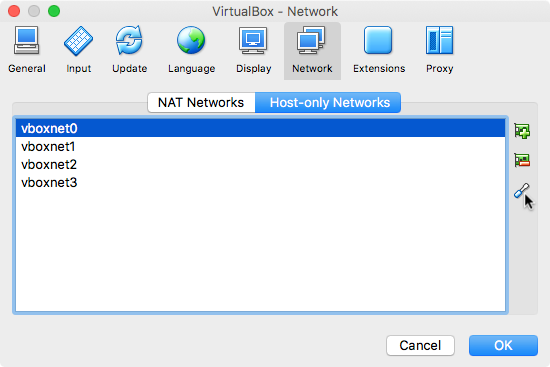 VirtualBox - Network
General Input Update Language Display Network Extensions Proxy
NAT Networks Host-only Networks
vboxnet0
vboxnet1
vboxnet2
vboxnet3
Cancel OK